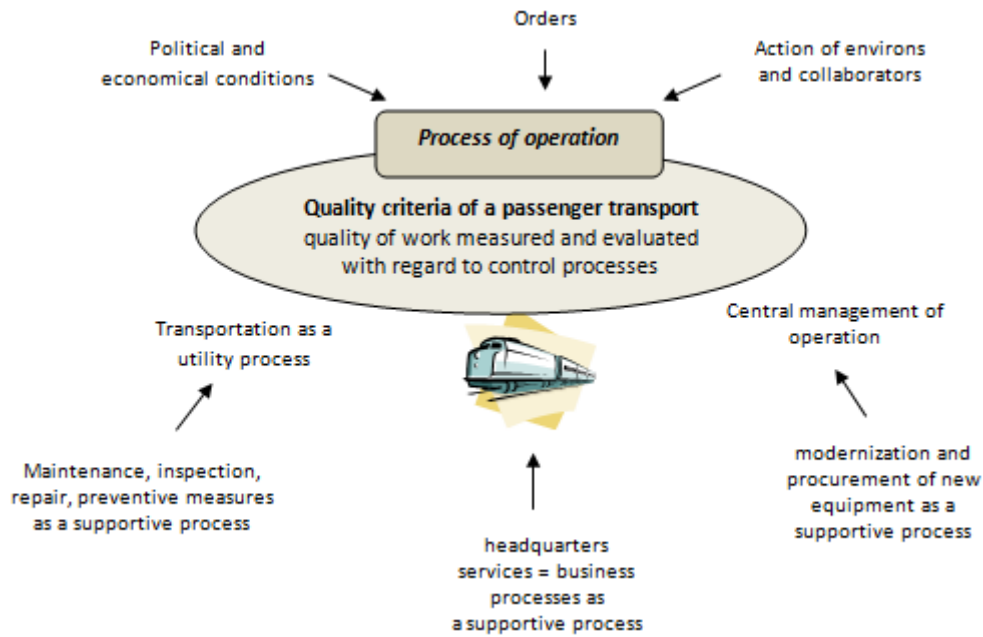 Orders
Political and
economical conditions
Action of environs
and collaborators
Process of operation
Quality criteria of a passenger transport
quality of work measured and evaluated
with regard to control processes
Transportation as a
utility process
Central management of
operation
Maintenance, inspection,
repair, preventive measures
as a supportive process
headquarters
services = business
processes as
a supportive process
modernization and
procurement of new
equipment as a
supportive process